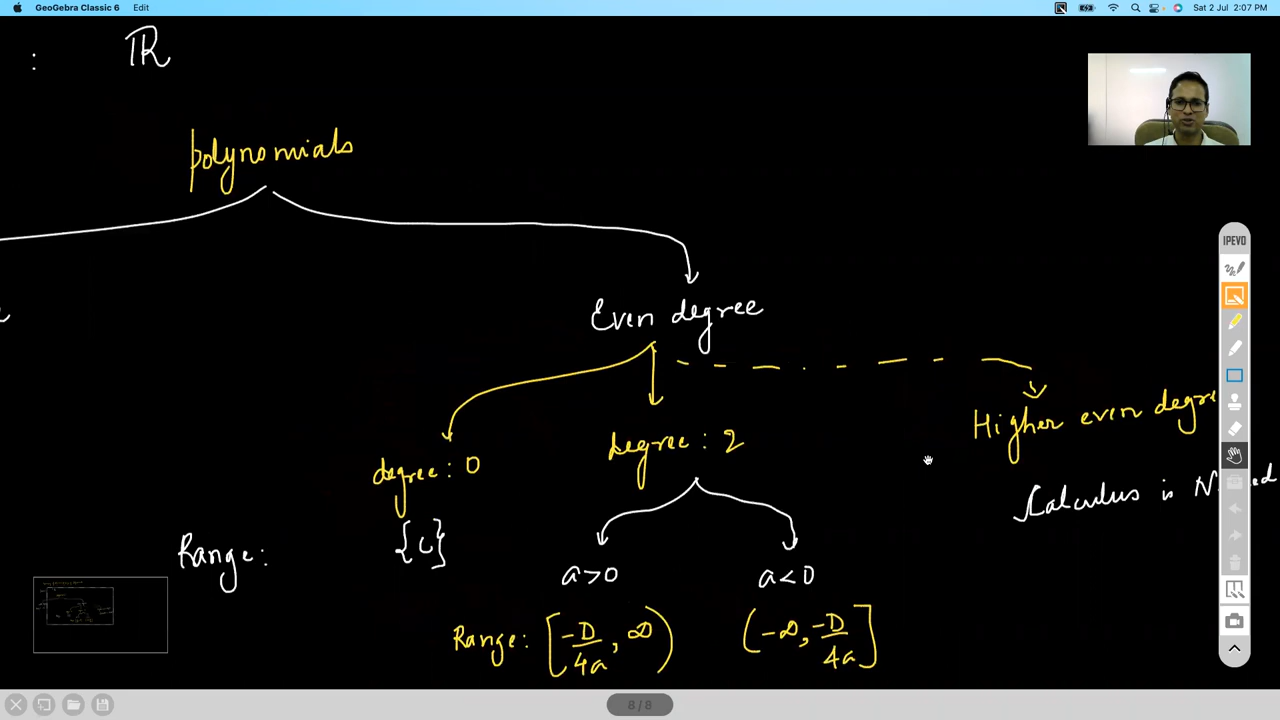 GeoGebra Classic 6 Edit
Sat 2 Jul 2:07 PM
: ℝ
polynomials
IPEVO
Even degree
Higher even degre
degree : 0
Degree : 2
Calculus is
Range:
{c}
a>0
a<0
Range: [-D/4a, ∞)
(-∞, -D/4a]
8 / 8